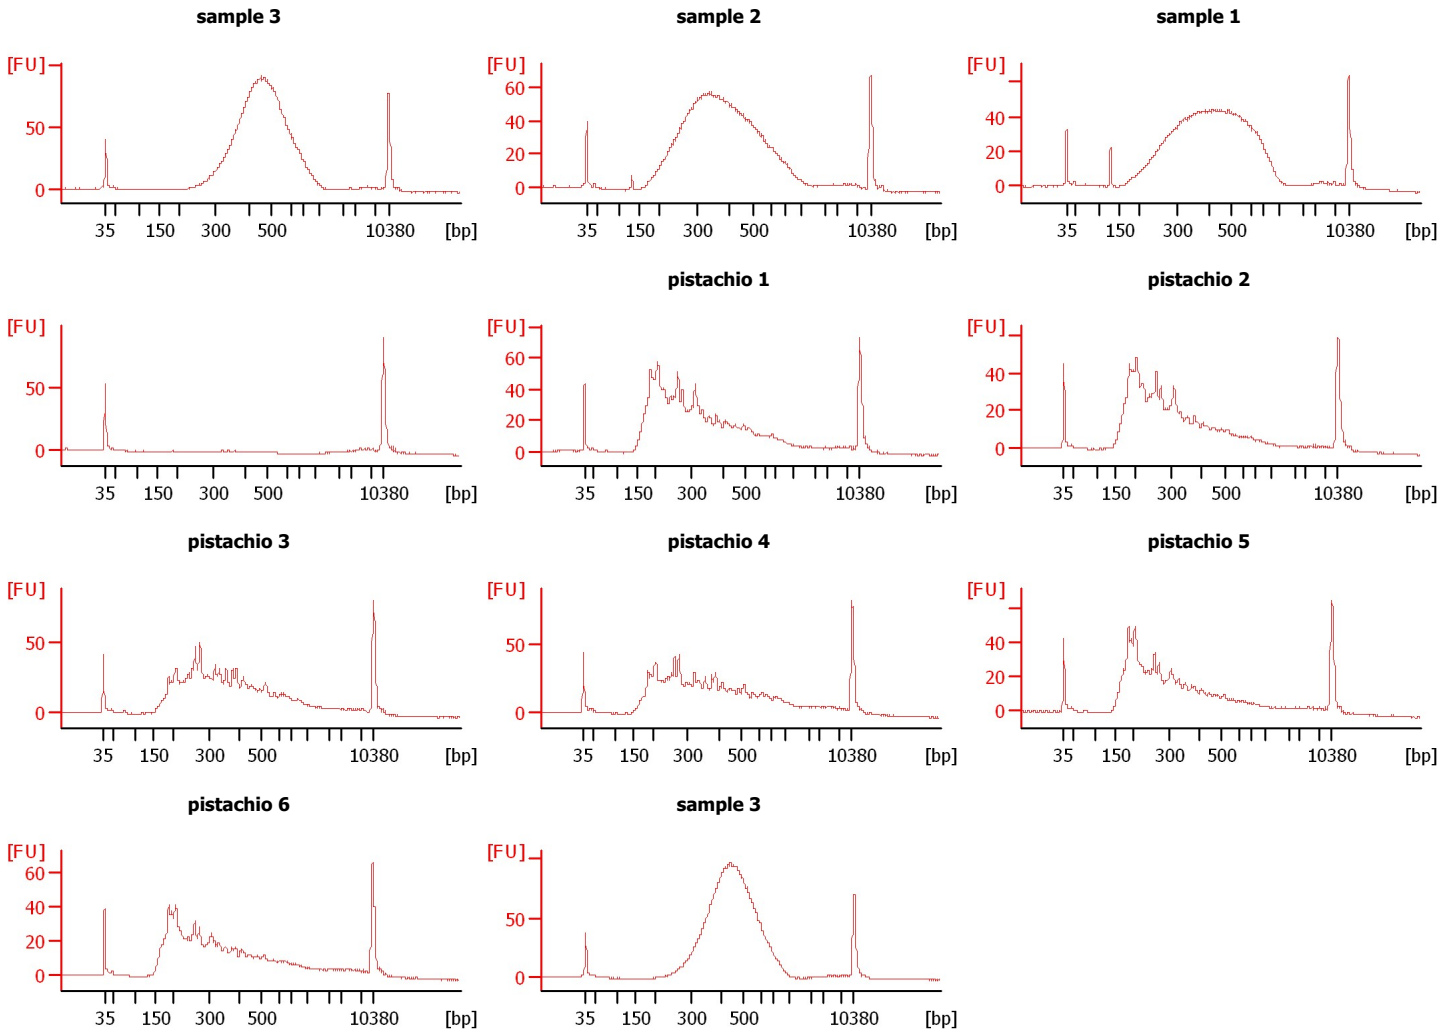 sample 3 sample 2 sample 1
[FU] [FU] [FU]
60
50 40 40
20 20
0 0 0
35 150 300 500 10380 [bp] 35 150 300 500 10380 [bp] 35 150 300 500 10380 [bp]
pistachio 1 pistachio 2
[FU] [FU] [FU]
60
50 40 40
20 20
0 0 0
35 150 300 500 10380 [bp] 35 150 300 500 10380 [bp] 35 150 300 500 10380 [bp]
pistachio 3 pistachio 4 pistachio 5
[FU] [FU] [FU]
50 50 40
20
0 0 0
35 150 300 500 10380 [bp] 35 150 300 500 10380 [bp] 35 150 300 500 10380 [bp]
pistachio 6 sample 3
[FU] [FU]
60
40 50
20
0 0
35 150 300 500 10380 [bp] 35 150 300 500 10380 [bp]